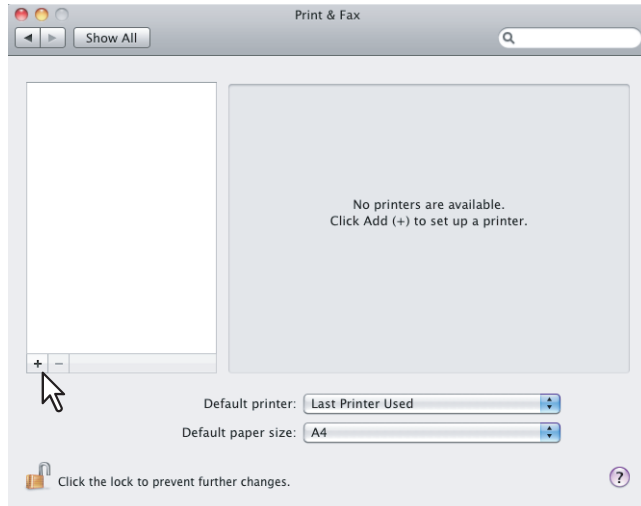 Print & Fax
Show All
No printers are available.
Click Add (+) to set up a printer.
+ −
Default printer: Last Printer Used
Default paper size: A4
Click the lock to prevent further changes.
?